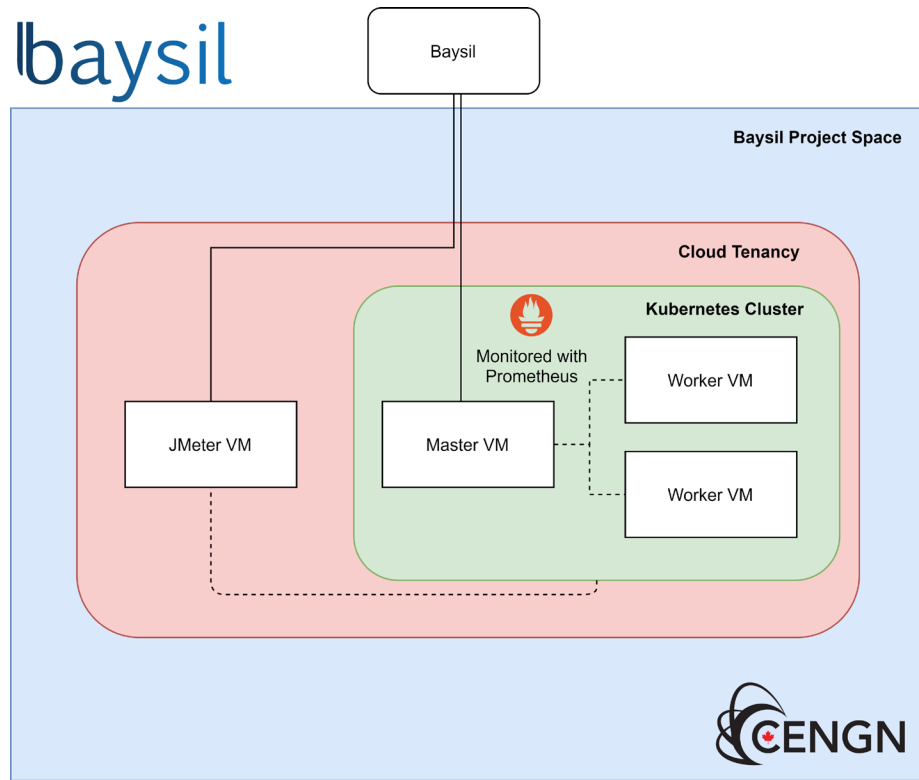 baysil
Baysil
Baysil Project Space
Cloud Tenancy
Kubernetes Cluster
Monitored with
Prometheus
Worker VM
JMeter VM
Master VM
Worker VM
CENGN